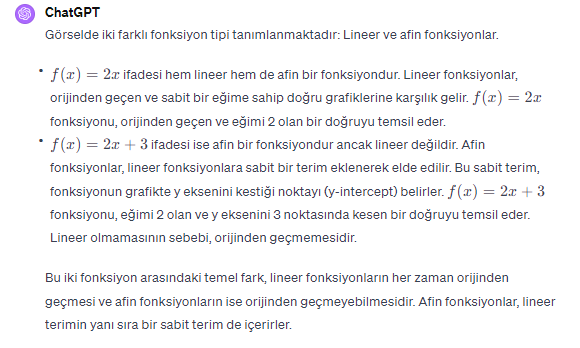 ChatGPT
Görselde iki farklı fonksiyon tipi tanımlanmaktadır: Lineer ve afin fonksiyonlar.
• f(x) = 2x ifadesi hem lineer hem de afin bir fonksiyondur. Lineer fonksiyonlar,
orijinden geçen ve sabit bir eğime sahip doğru grafiklerine karşılık gelir. f(x) = 2x
fonksiyonu, orijinden geçen ve eğimi 2 olan bir doğruyu temsil eder.
• f(x) = 2x + 3 ifadesi ise afin bir fonksiyondur ancak lineer değildir. Afin
fonksiyonlar, lineer fonksiyonlara sabit bir terim eklenerek elde edilir. Bu sabit terim,
fonksiyonun grafikte y eksenini kestiği noktayı (y-intercept) belirler. f(x) = 2x + 3
fonksiyonu, eğimi 2 olan ve y eksenini 3 noktasında kesen bir doğruyu temsil eder.
Lineer olmamasının sebebi, orijinden geçmemesidir.
Bu iki fonksiyon arasındaki temel fark, lineer fonksiyonların her zaman orijinden
geçmesi ve afin fonksiyonların ise orijinden geçmeyebilmesidir. Afin fonksiyonlar, lineer
terimin yanı sıra bir sabit terim de içerirler.